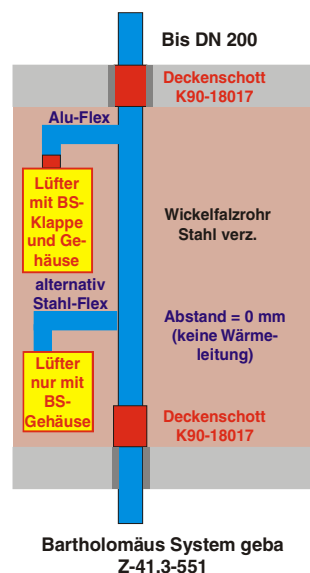 Bis DN 200
Deckenschott
K90-18017
Alu-Flex
Lüfter
mit BS-
Klappe
und Ge-
häuse
Wickelfalzrohr
Stahl verz.
alternativ
Stahl-Flex
Abstand = 0 mm
(keine Wärme-
leitung)
Lüfter
nur mit
BS-
Gehäuse
Deckenschott
K90-18017
Bartholomäus System geba
Z-41.3-551